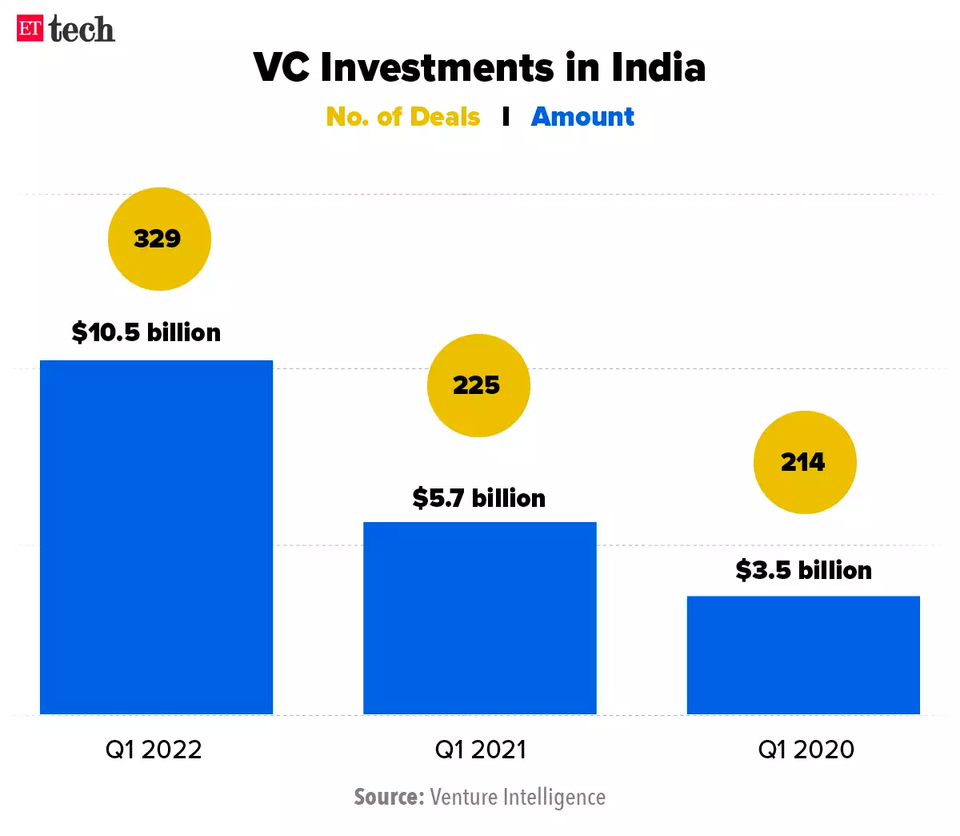 ET tech
VC Investments in India
No. of Deals | Amount
329
$10.5 billion
225
$5.7 billion
214
$3.5 billion
Q1 2022 Q1 2021 Q1 2020
Source: Venture Intelligence